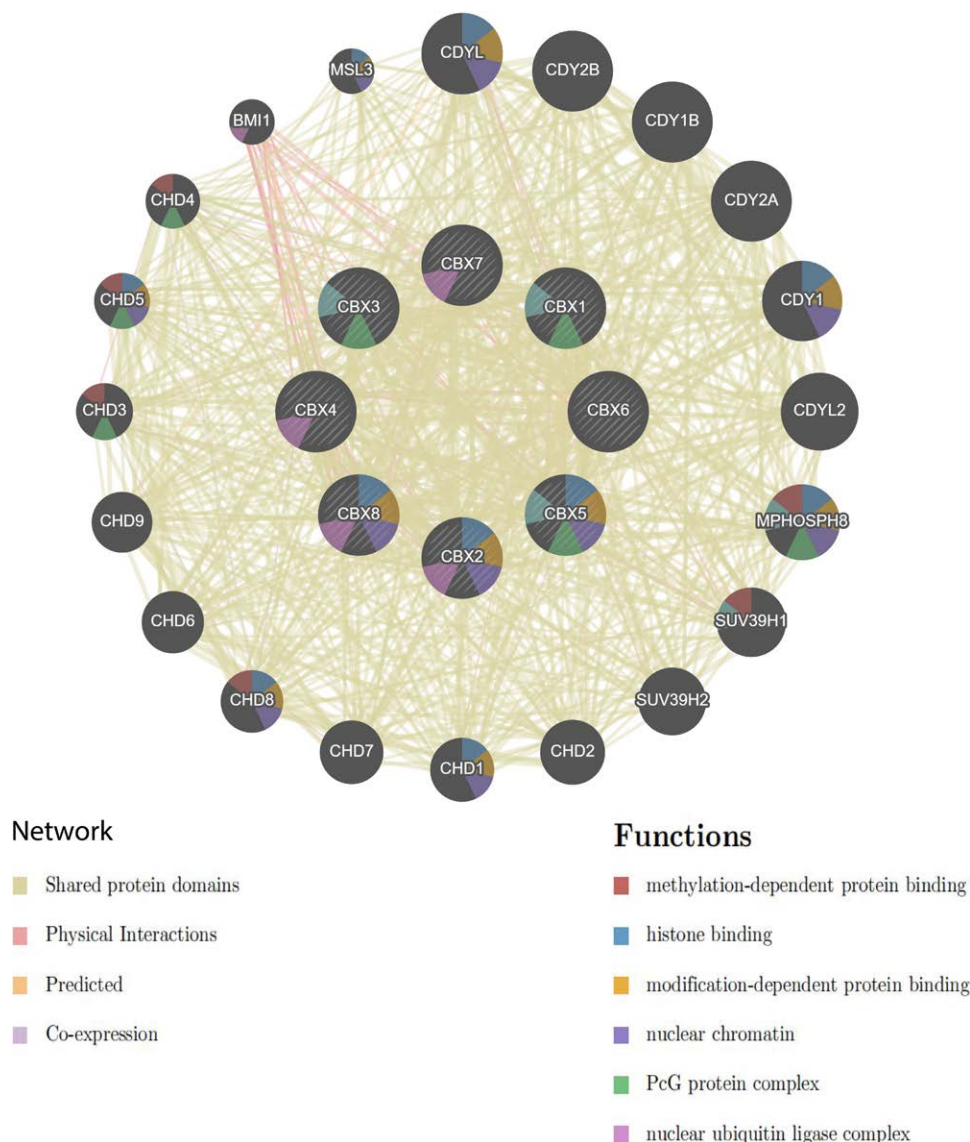 CDYL
CDY2B
MSL3
BMI1
CDY1B
CHD4
CDY2A
CBX7
CHD5
CBX3
CBX1
CDY1
CHD3
CBX4
CBX6
CDYL2
CHD9
CBX8
CBX2
CBX5
MPHOSPH8
CHD6
SUV39H1
CHD8
SUV39H2
CHD7
CHD1
CHD2
Network
Shared protein domains
Physical Interactions
Predicted
Co-expression
Functions
methylation-dependent protein binding
histone binding
modification-dependent protein binding
nuclear chromatin
PcG protein complex
nuclear ubiquitin ligase complex